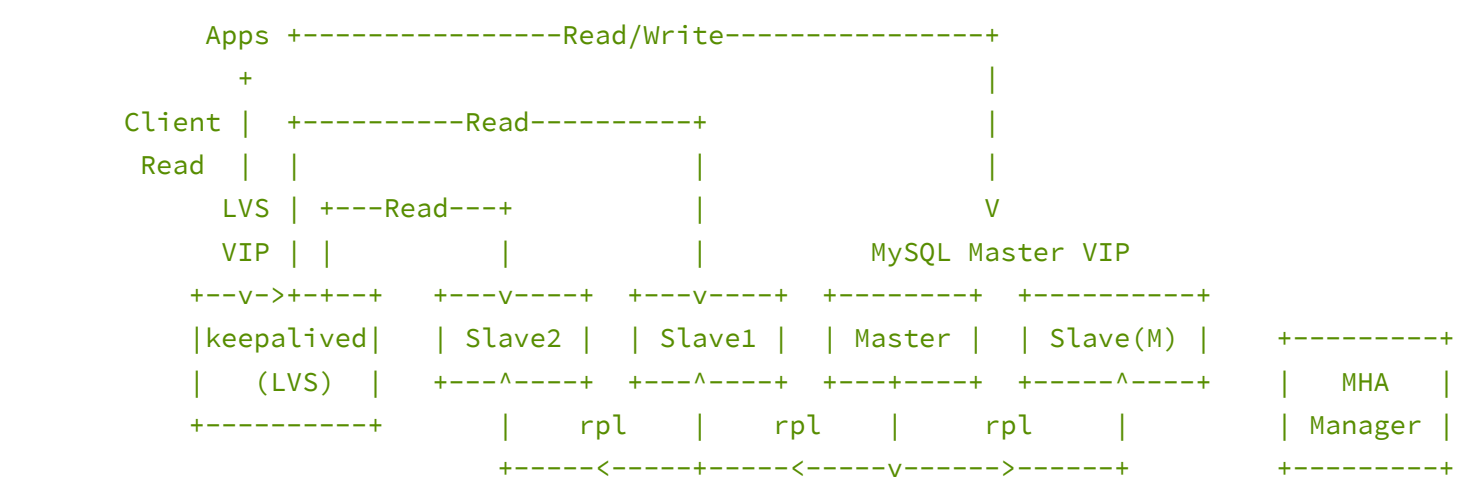 Apps +----------------Read/Write----------------+
         +                                             |
  Client |  +----------Read----------+                 |
   Read  |  |                        |                 |
        LVS | +---Read---+           |                 V
        VIP | |          |           |          MySQL Master VIP
      +--v->+-+--+   +---v----+  +---v----+  +--------+  +----------+
      |keepalived|   | Slave2 |  | Slave1 |  | Master |  | Slave(M) |    +---------+
      |   (LVS)  |   +---^----+  +---^----+  +---+----+  +-----^----+    |   MHA   |
      +----------+       |    rpl    |    rpl    |     rpl     |         | Manager |
                         +-----<-----+-----<-----v------>------+         +---------+